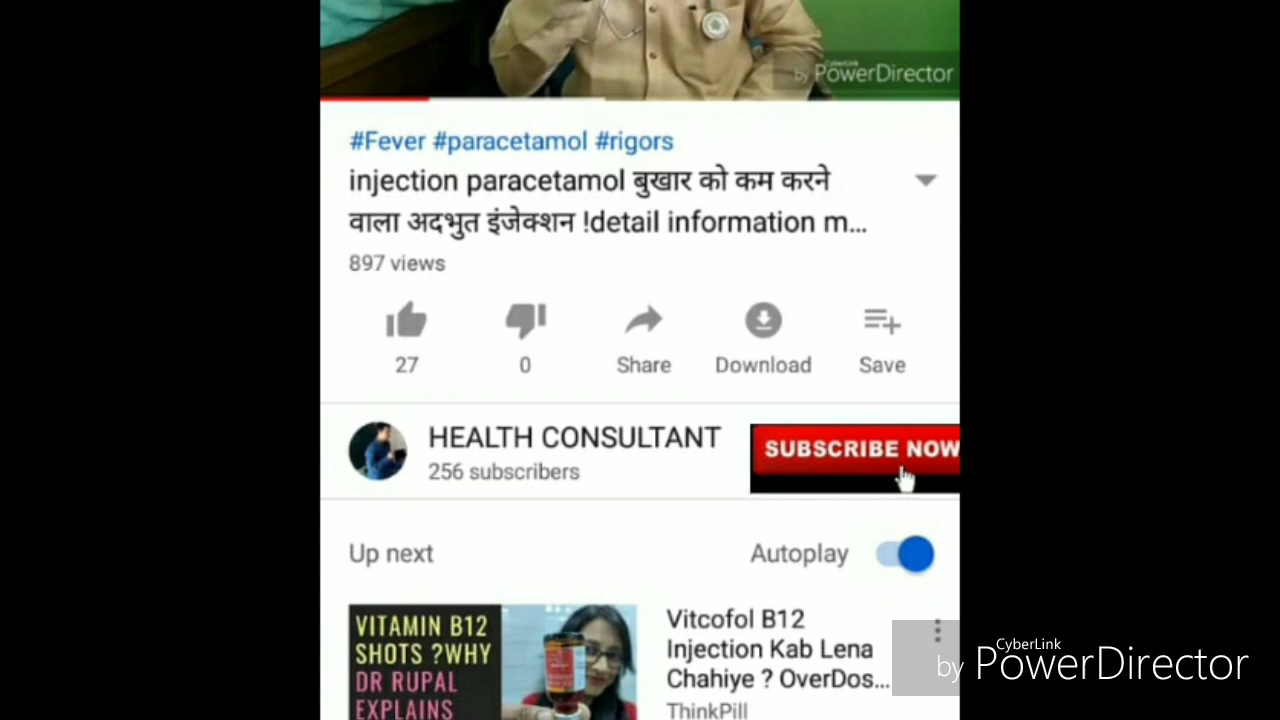 CyberLink
by PowerDirector
#Fever #paracetamol #rigors
injection paracetamol बुखार को कम करने
वाला अदभुत इंजेक्शन !detail information m...
897 views
27
0
Share
Download
Save
HEALTH CONSULTANT
256 subscribers
SUBSCRIBE NOW
Up next
Autoplay
VITAMIN B12
SHOTS ?WHY
DR RUPAL
EXPLAINS
Vitcofol B12
Injection Kab Lena
Chahiye ? OverDos...
ThinkPill
CyberLink
by PowerDirector